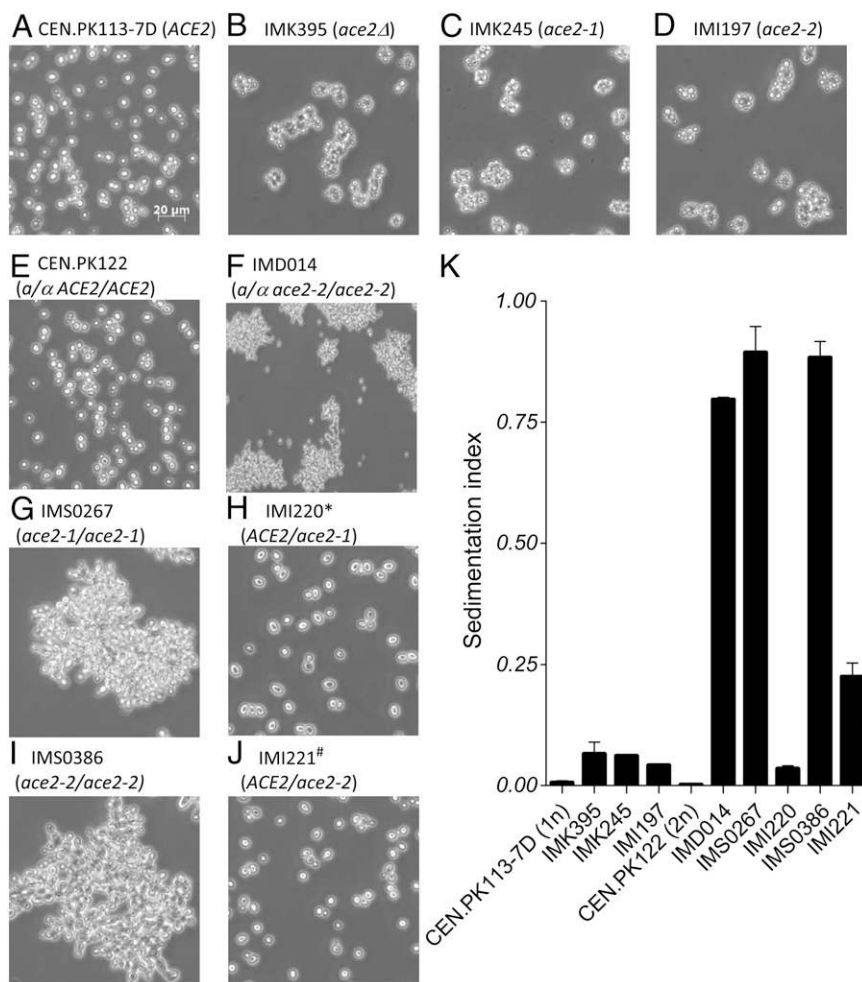 A CEN.PK113-7D (ACE2)
B IMK395 (ace2Δ)
C IMK245 (ace2-1)
D IMI197 (ace2-2)
20 µm
E CEN.PK122
(a/α ACE2/ACE2)
F IMD014
(a/α ace2-2/ace2-2)
G IMS0267
(ace2-1/ace2-1)
H IMI220*
(ACE2/ace2-1)
I IMS0386
(ace2-2/ace2-2)
J IMI221#
(ACE2/ace2-2)
K
Sedimentation index
1.00
0.75
0.50
0.25
0.00
CEN.PK113-7D (1n)
IMK395
IMK245
IMI197
CEN.PK122 (2n)
IMD014
IMS0267
IMI220
IMS0386
IMI221